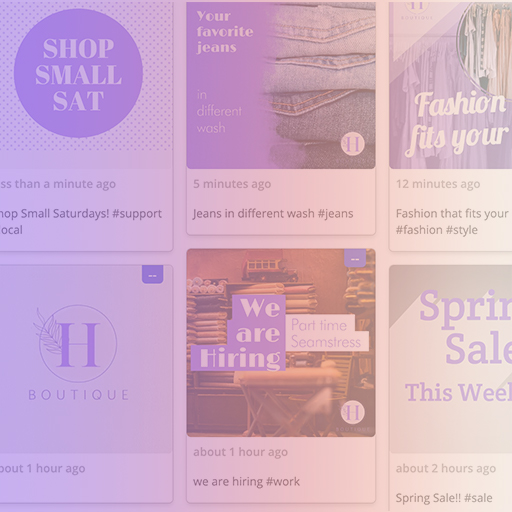 SHOP
SMALL
SAT
ss than a minute ago
hop Small Saturdays! #support
ocal
Your
favorite
jeans
in
different
wash
H
5 minutes ago
Jeans in different wash #jeans
H
BOUTIQUE
Fashion
fits your
12 minutes ago
Fashion that fits your
#fashion #style
--
H
BOUTIQUE
bout 1 hour ago
--
We
are
Hiring
Part time
Seamstress
H
about 1 hour ago
we are hiring #work
Sprin
Sale
This Week
about 2 hours ago
Spring Sale!! #sale